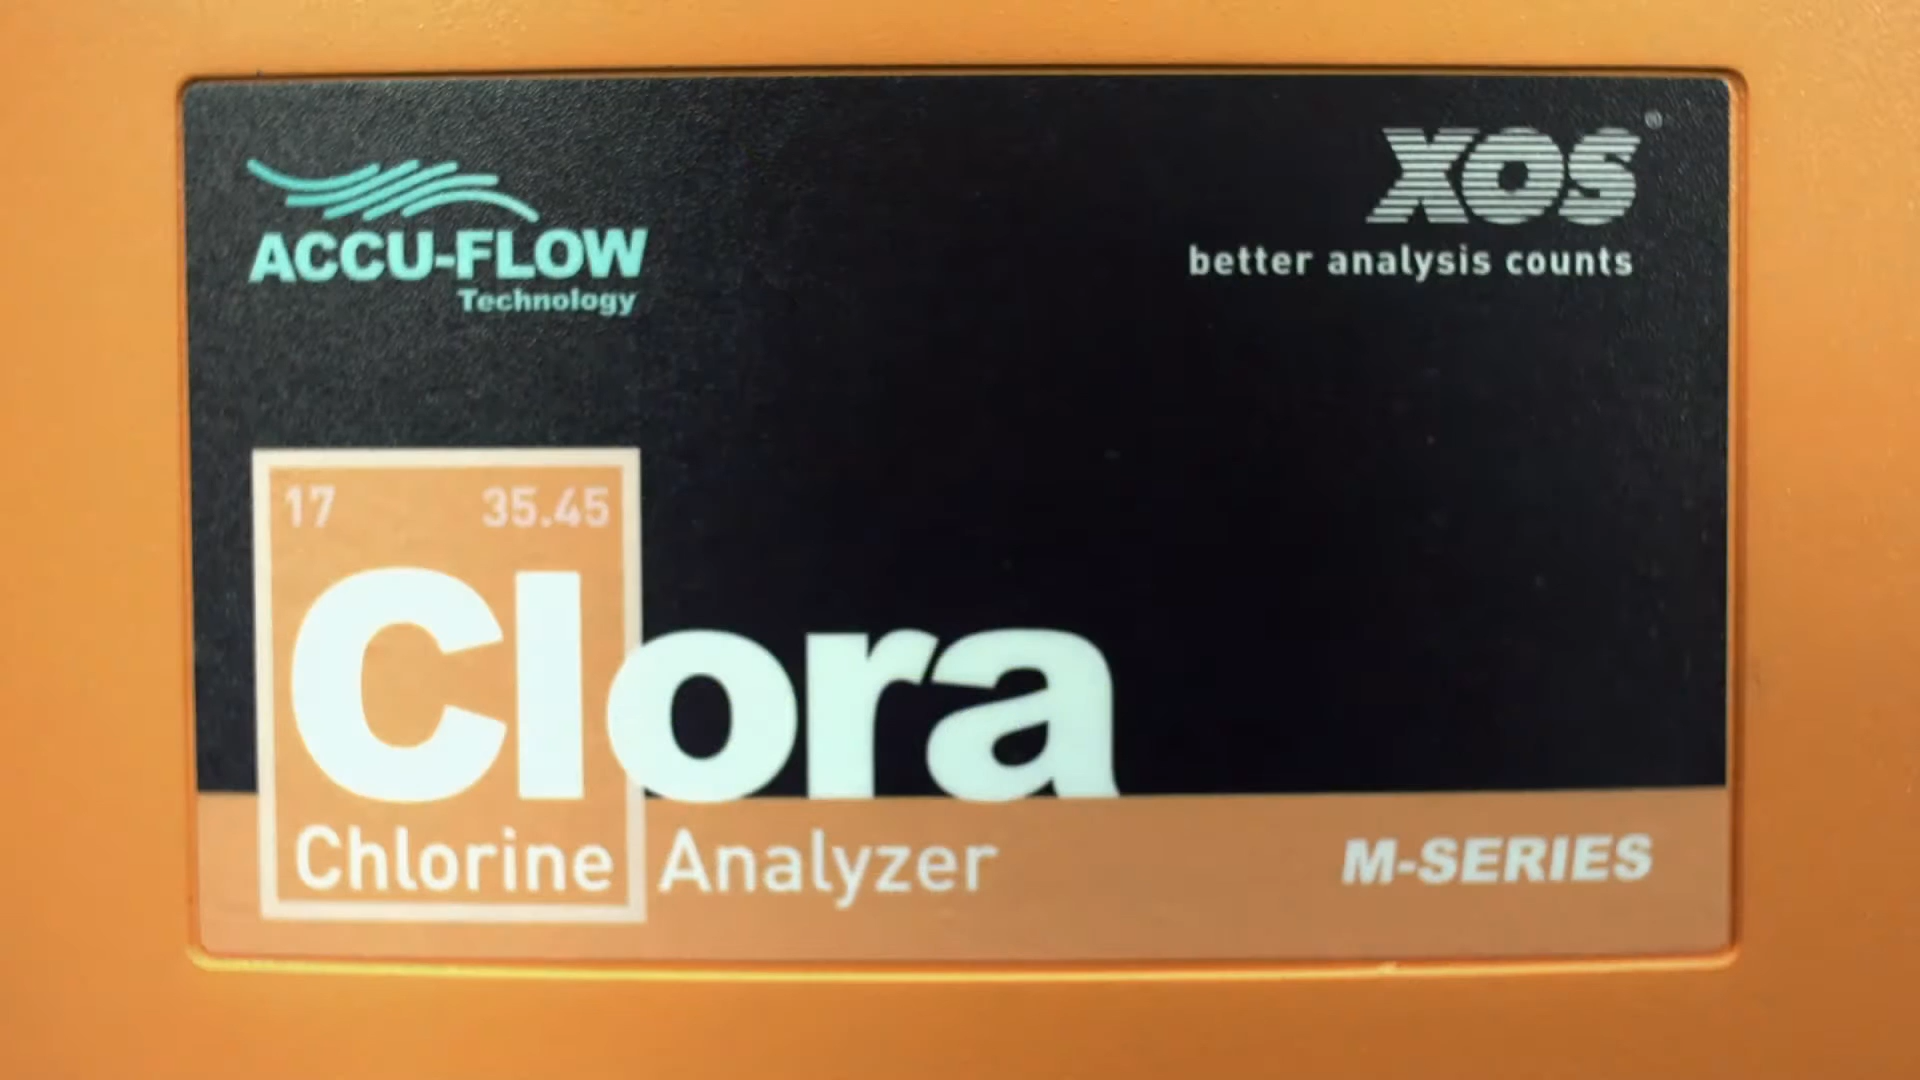 ACCU-FLOW
Technology
XOS®
better analysis counts
17 35.45
Clora
Chlorine Analyzer
M-SERIES